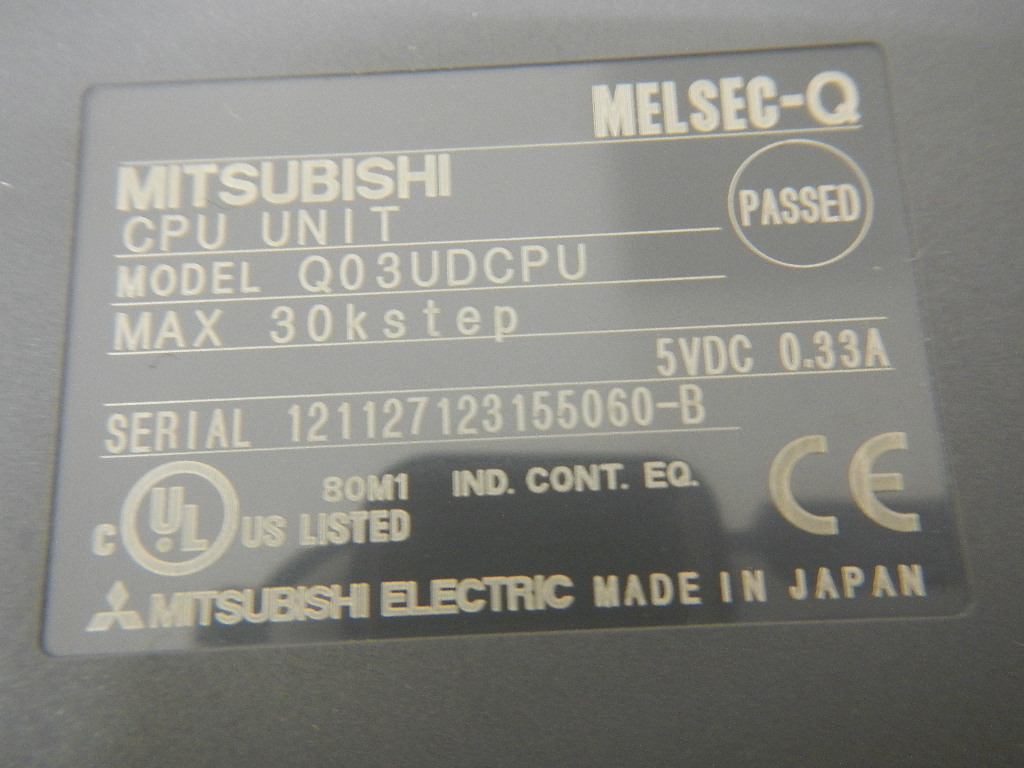 MELSEC-Q
MITSUBISHI
CPU UNIT
PASSED
MODEL Q03UDCPU
MAX 30kstep
5VDC 0.33A
SERIAL 121127123155060-B
C UL US LISTED
80M1 IND. CONT. EQ.
CE
MITSUBISHI ELECTRIC MADE IN JAPAN